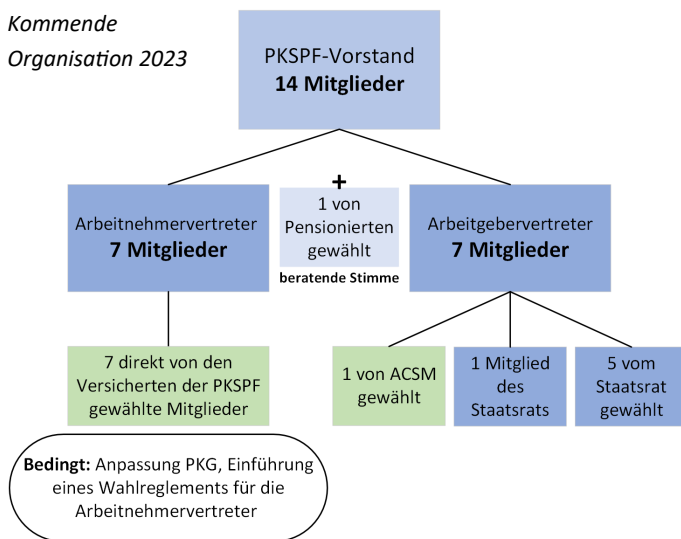 Kommende
Organisation 2023
PKSPF-Vorstand
14 Mitglieder
Arbeitnehmervertreter
7 Mitglieder
+
1 von
Pensionierten
gewählt
beratende Stimme
Arbeitgebervertreter
7 Mitglieder
7 direkt von den
Versicherten der PKSPF
gewählte Mitglieder
1 von ACSM
gewählt
1 Mitglied
des
Staatsrats
5 vom
Staatsrat
gewählt
Bedingt: Anpassung PKG, Einführung
eines Wahlreglements für die
Arbeitnehmervertreter